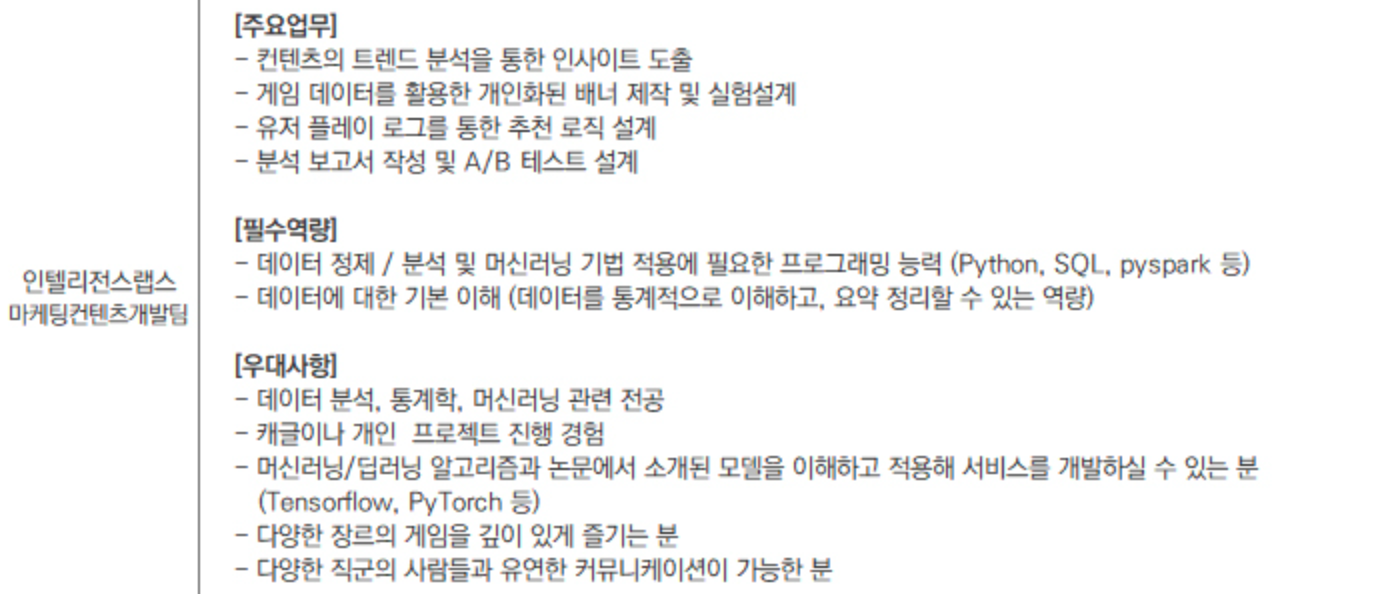 인텔리전스랩스
마케팅컨텐츠개발팀
[주요업무]
- 컨텐츠의 트렌드 분석을 통한 인사이트 도출
- 게임 데이터를 활용한 개인화된 배너 제작 및 실험설계
- 유저 플레이 로그를 통한 추천 로직 설계
- 분석 보고서 작성 및 A/B 테스트 설계
[필수역량]
- 데이터 정제 / 분석 및 머신러닝 기법 적용에 필요한 프로그래밍 능력 (Python, SQL, pyspark 등)
- 데이터에 대한 기본 이해 (데이터를 통계적으로 이해하고, 요약 정리할 수 있는 역량)
[우대사항]
- 데이터 분석, 통계학, 머신러닝 관련 전공
- 캐글이나 개인 프로젝트 진행 경험
- 머신러닝/딥러닝 알고리즘과 논문에서 소개된 모델을 이해하고 적용해 서비스를 개발하실 수 있는 분
(Tensorflow, PyTorch 등)
- 다양한 장르의 게임을 깊이 있게 즐기는 분
- 다양한 직군의 사람들과 유연한 커뮤니케이션이 가능한 분